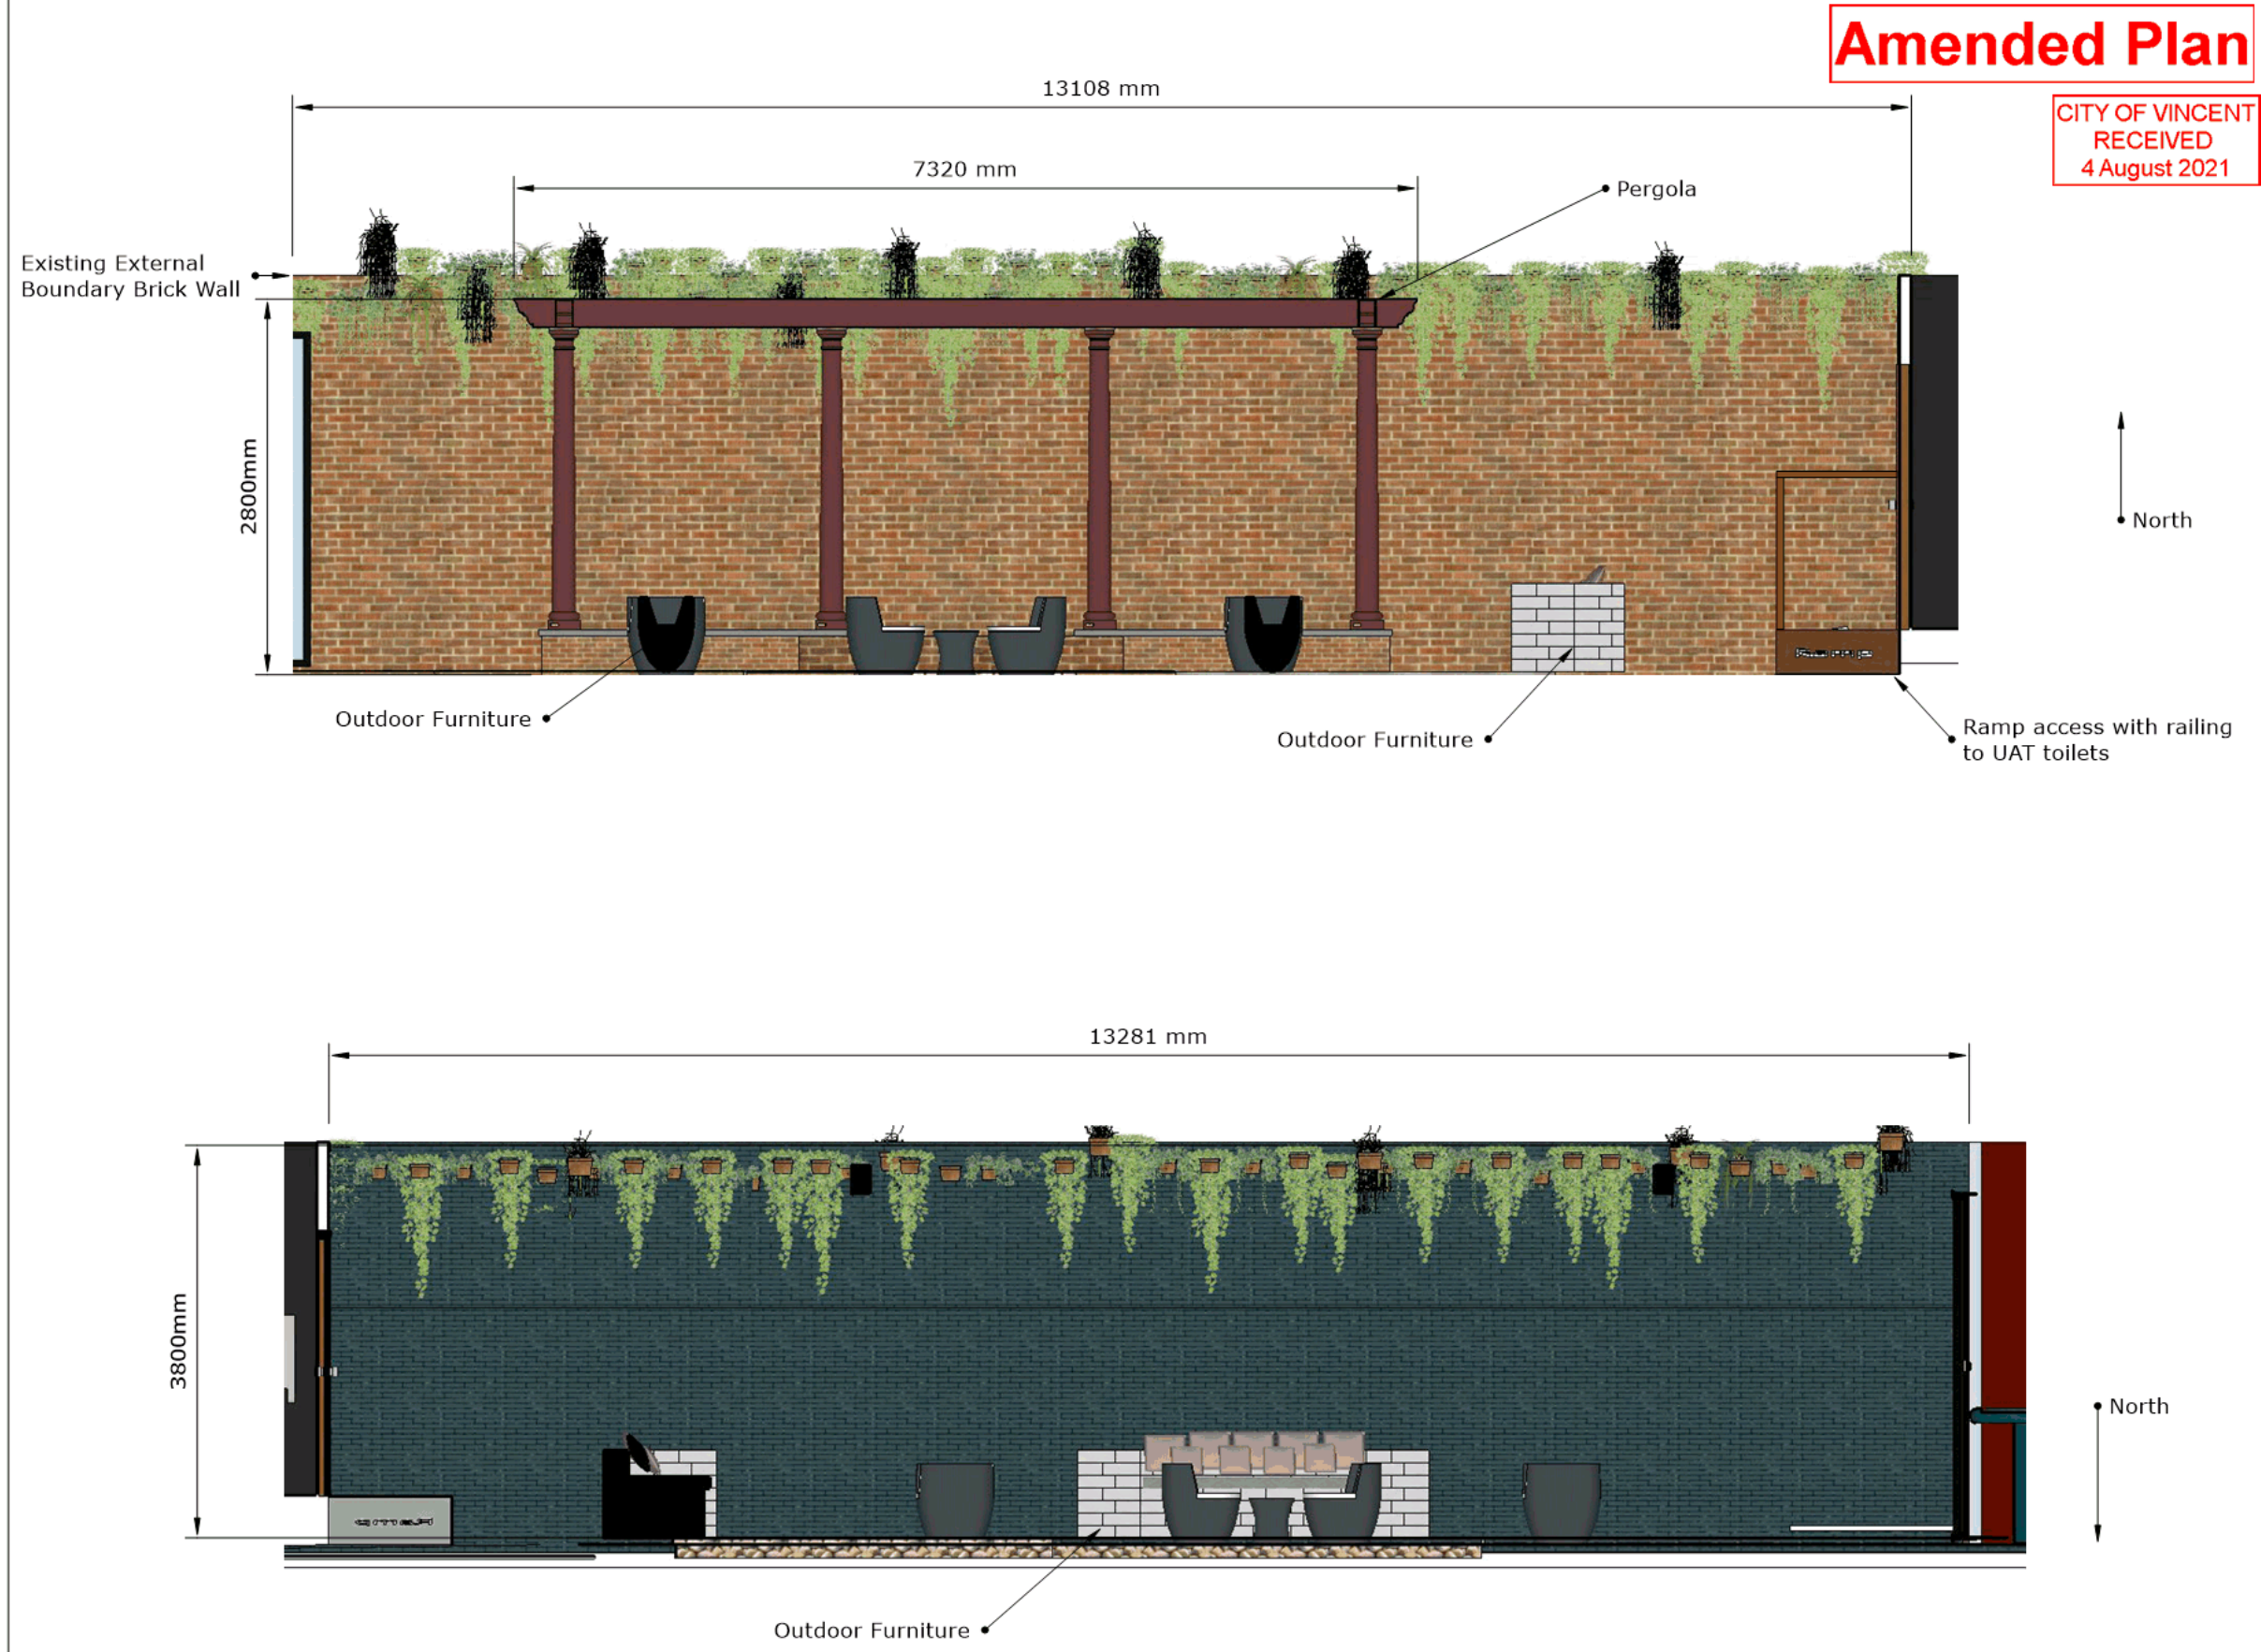 Amended Plan
CITY OF VINCENT
RECEIVED
4 August 2021
13108 mm
7320 mm
Pergola
Existing External
Boundary Brick Wall
2800mm
North
Outdoor Furniture
Outdoor Furniture
Ramp access with railing
to UAT toilets
13281 mm
3800mm
North
Outdoor Furniture